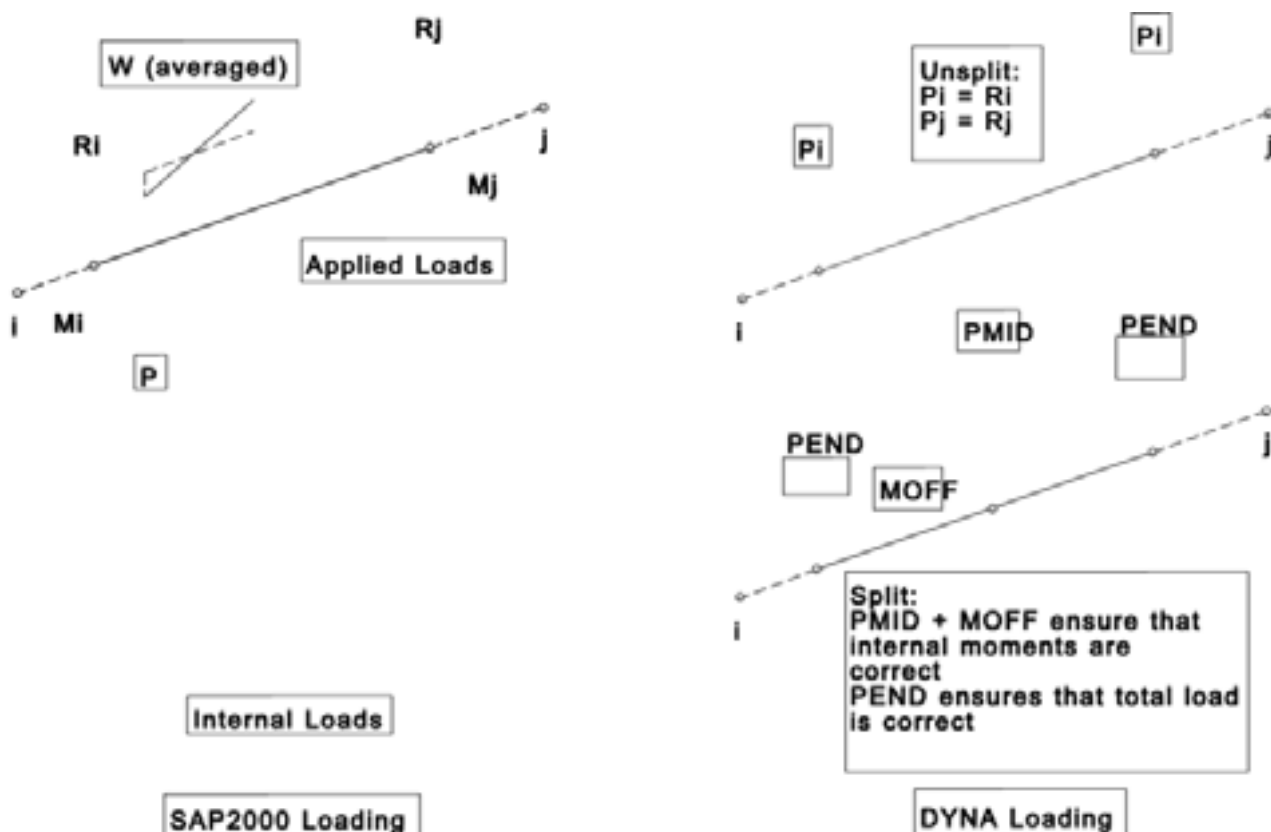 Rj
W (averaged)
Ri
j
Mj
Applied Loads
i
Mi
P
Internal Loads
SAP2000 Loading
Pi
Unsplit:
Pi = Ri
Pj = Rj
Pi
j
i
PMID
PEND
j
PEND
MOFF
i
Split:
PMID + MOFF ensure that
internal moments are
correct
PEND ensures that total load
is correct
DYNA Loading